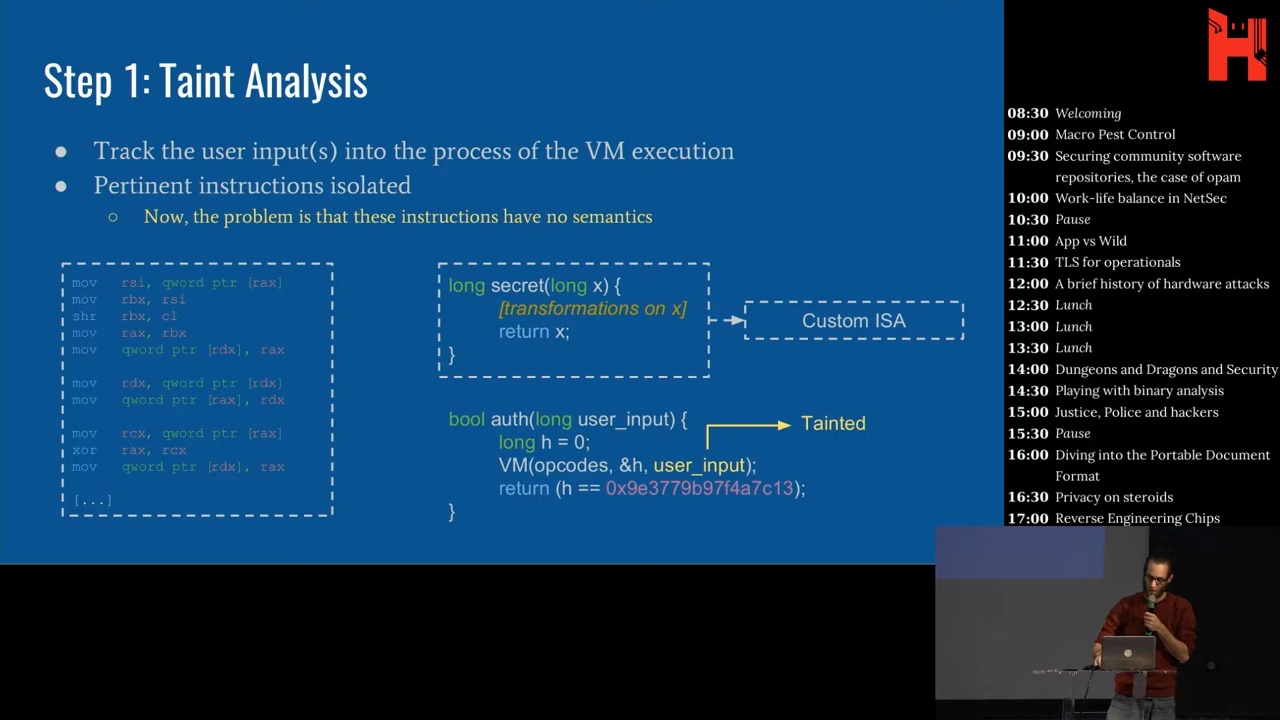 Step 1: Taint Analysis
● Track the user input(s) into the process of the VM execution
● Pertinent instructions isolated
○ Now, the problem is that these instructions have no semantics
mov rsi, qword ptr [rax]
mov rbx, rsi
shr rbx, cl
mov rax, rbx
mov qword ptr [rdx], rax
mov rdx, qword ptr [rdx]
mov qword ptr [rax], rdx
mov rcx, qword ptr [rax]
xor rax, rcx
mov qword ptr [rdx], rax
[...]
long secret(long x) {
[transformations on x]
return x;
}
Custom ISA
bool auth(long user_input) {
long h = 0;
VM(opcodes, &h, user_input);
return (h == 0x9e3779b97f4a7c13);
}
Tainted
08:30 Welcoming
09:00 Macro Pest Control
09:30 Securing community software
repositories, the case of opam
10:00 Work-life balance in NetSec
10:30 Pause
11:00 App vs Wild
11:30 TLS for operationals
12:00 A brief history of hardware attacks
12:30 Lunch
13:00 Lunch
13:30 Lunch
14:00 Dungeons and Dragons and Security
14:30 Playing with binary analysis
15:00 Justice, Police and hackers
15:30 Pause
16:00 Diving into the Portable Document
Format
16:30 Privacy on steroids
17:00 Reverse Engineering Chips